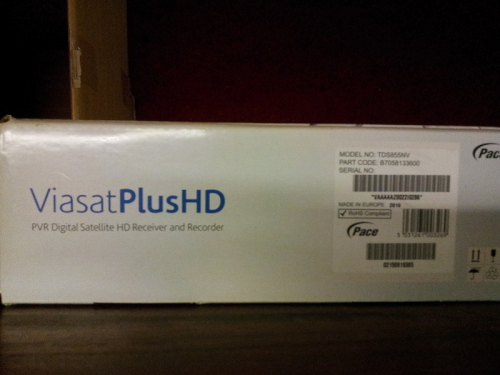 ViasatPlusHD
PVR Digital Satellite HD Receiver and Recorder
MODEL NO: TDS855NV
PART CODE: B7058133600
SERIAL NO.
MADE IN EUROPE 2010
RoHS Compliant
Pace
Pace